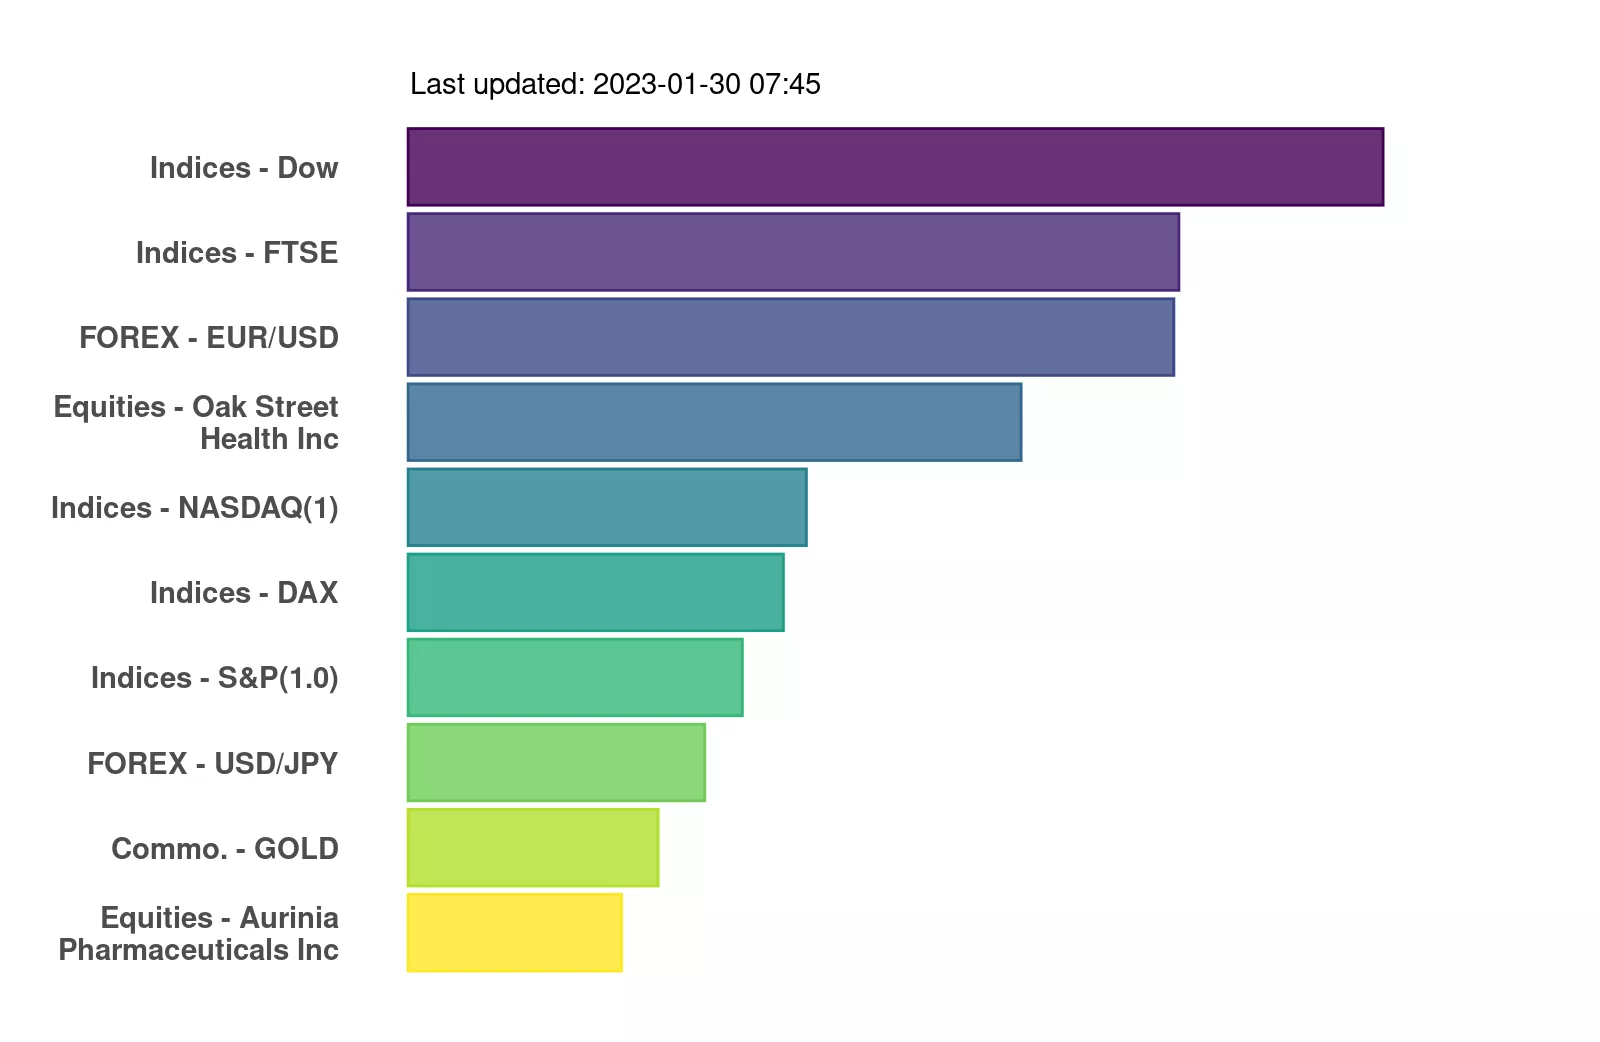 Last updated: 2023-01-30 07:45
Indices - Dow
Indices - FTSE
FOREX - EUR/USD
Equities - Oak Street
Health Inc
Indices - NASDAQ(1)
Indices - DAX
Indices - S&P(1.0)
FOREX - USD/JPY
Commo. - GOLD
Equities - Aurinia
Pharmaceuticals Inc